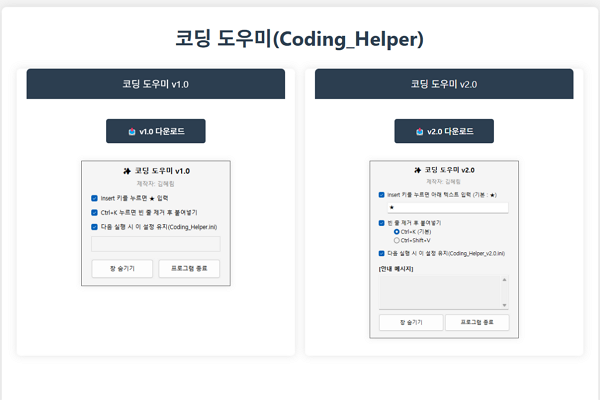 코딩 도우미(Coding_Helper)
코딩 도우미 v1.0
v1.0 다운로드
코딩 도우미 v1.0
제작자: 김혜림
Insert 키를 누르면 ★ 입력
Ctrl+K 누르면 빈 줄 제거 후 붙여넣기
다음 실행 시 이 설정 유지(Coding_Helper.ini)
창 숨기기
프로그램 종료
코딩 도우미 v2.0
v2.0 다운로드
코딩 도우미 v2.0
제작자: 김혜림
Insert 키를 누르면 아래 텍스트 입력 (기본 : ★)
★
빈 줄 제거 후 붙여넣기
Ctrl+K (기본)
Ctrl+Shift+V
다음 실행 시 이 설정 유지(Coding_Helper_v2.0.ini)
[안내 메시지]
창 숨기기
프로그램 종료